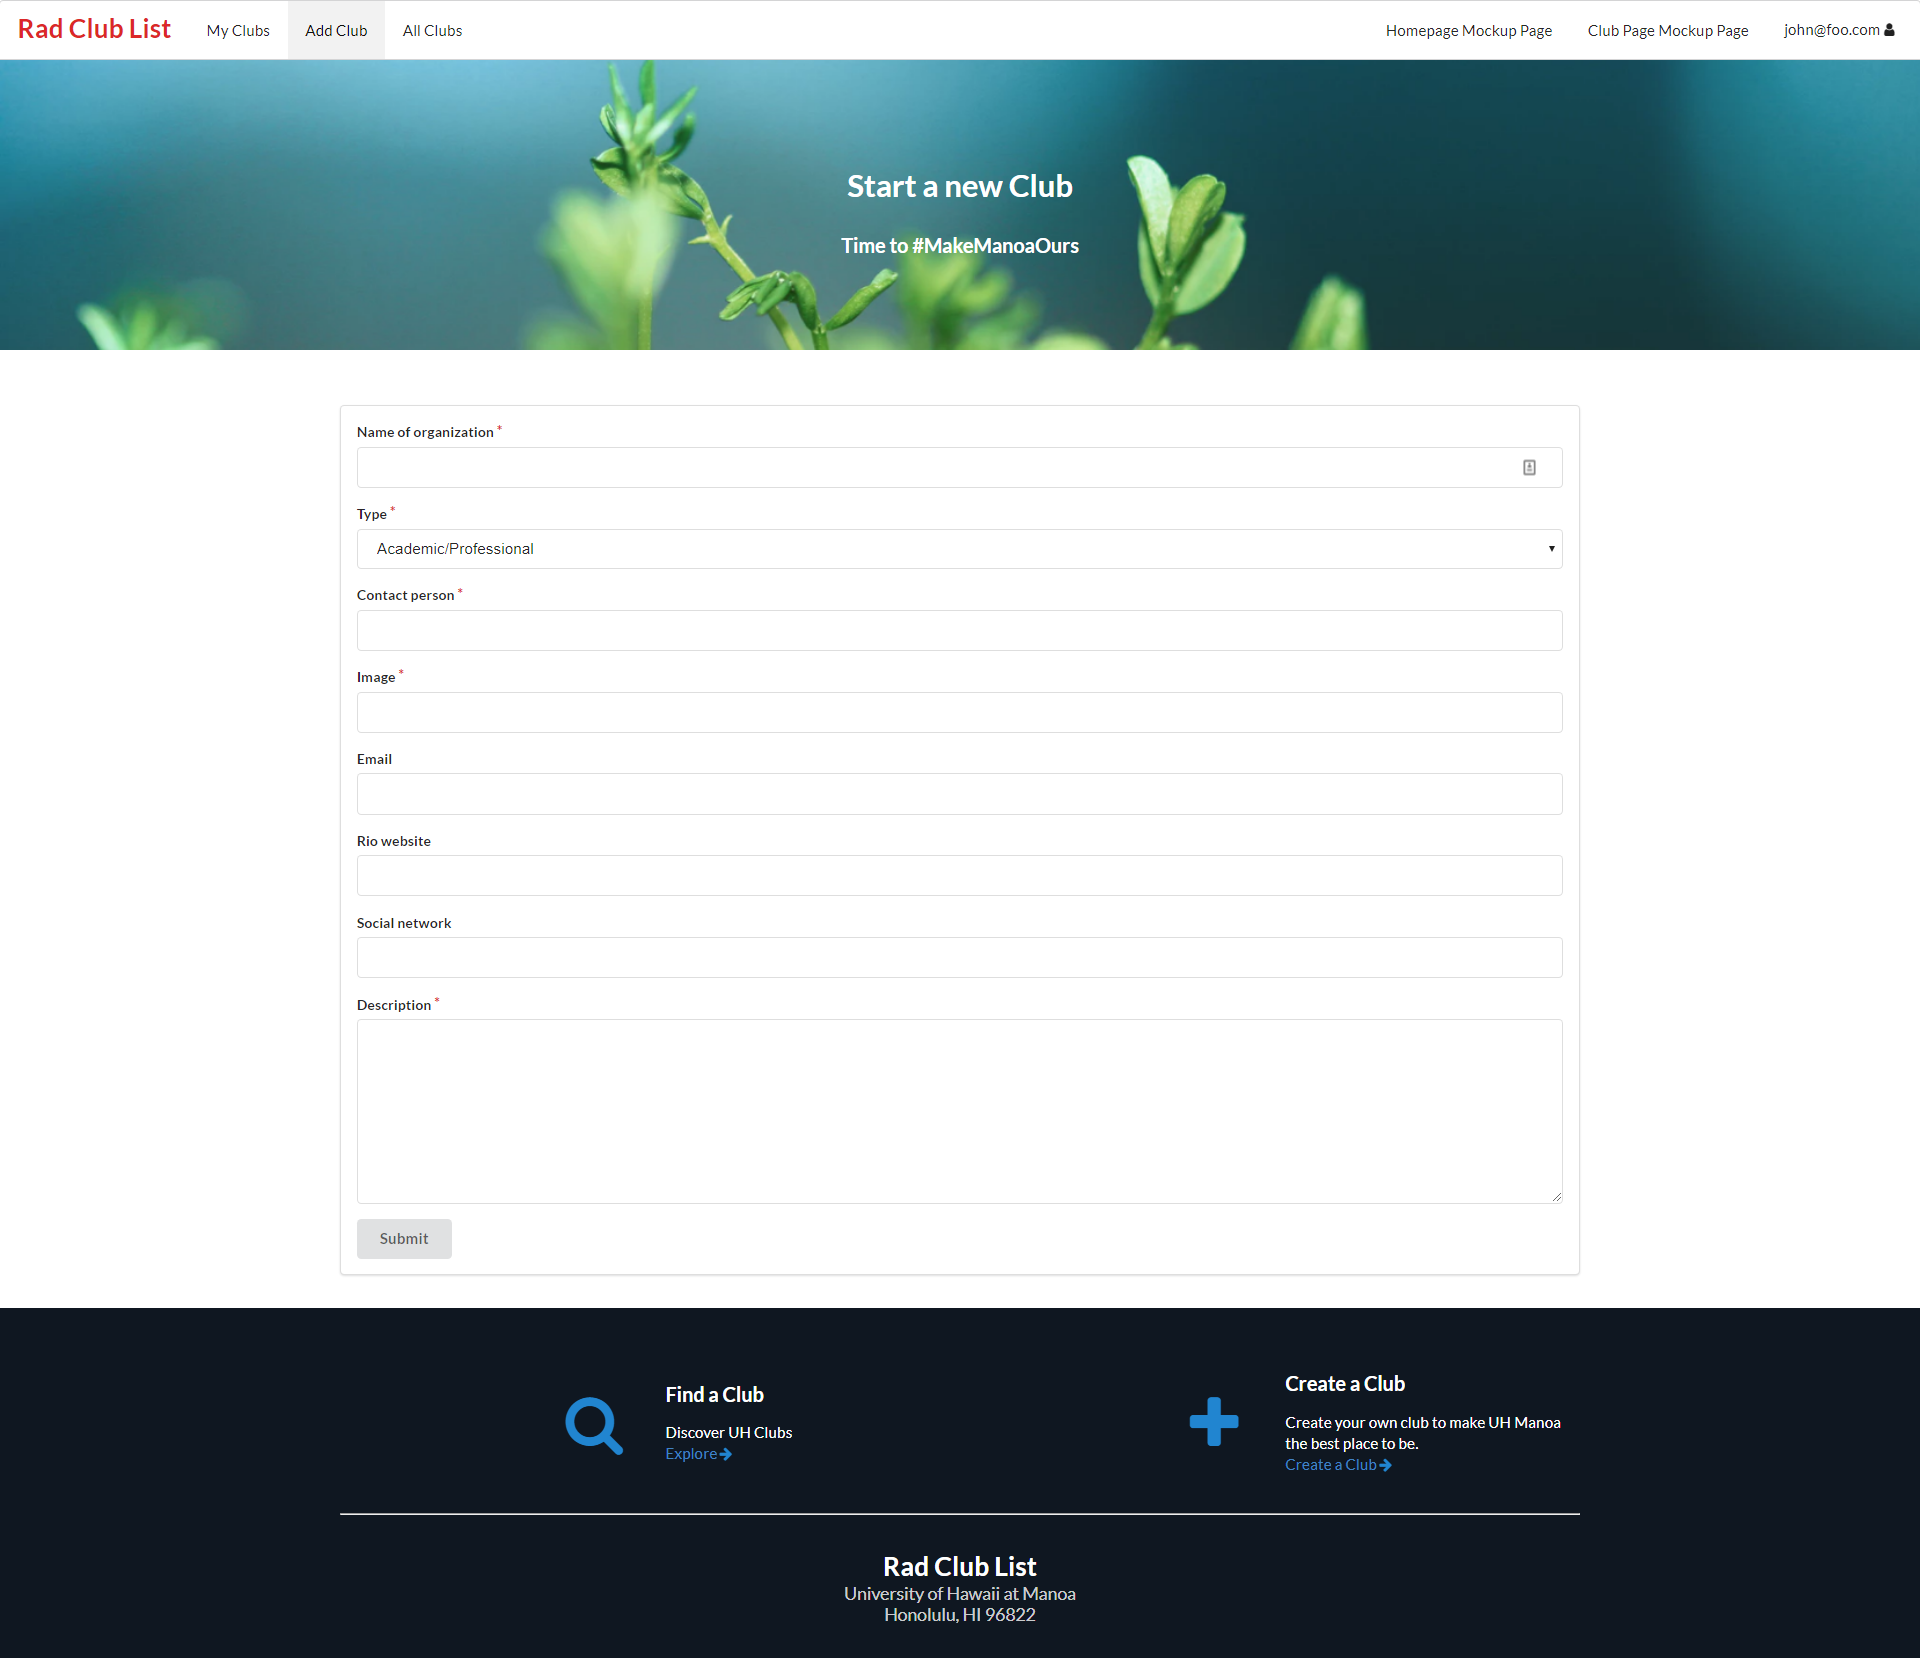 Rad Club List
My Clubs
Add Club
All Clubs
Homepage Mockup Page
Club Page Mockup Page
john@foo.com
Start a new Club
Time to #MakeManoaOurs
Name of organization *
Type *
Academic/Professional
Contact person *
Image *
Email
Rio website
Social network
Description *
Submit
Find a Club
Discover UH Clubs
Explore
Create a Club
Create your own club to make UH Manoa
the best place to be.
Create a Club
Rad Club List
University of Hawaii at Manoa
Honolulu, HI 96822